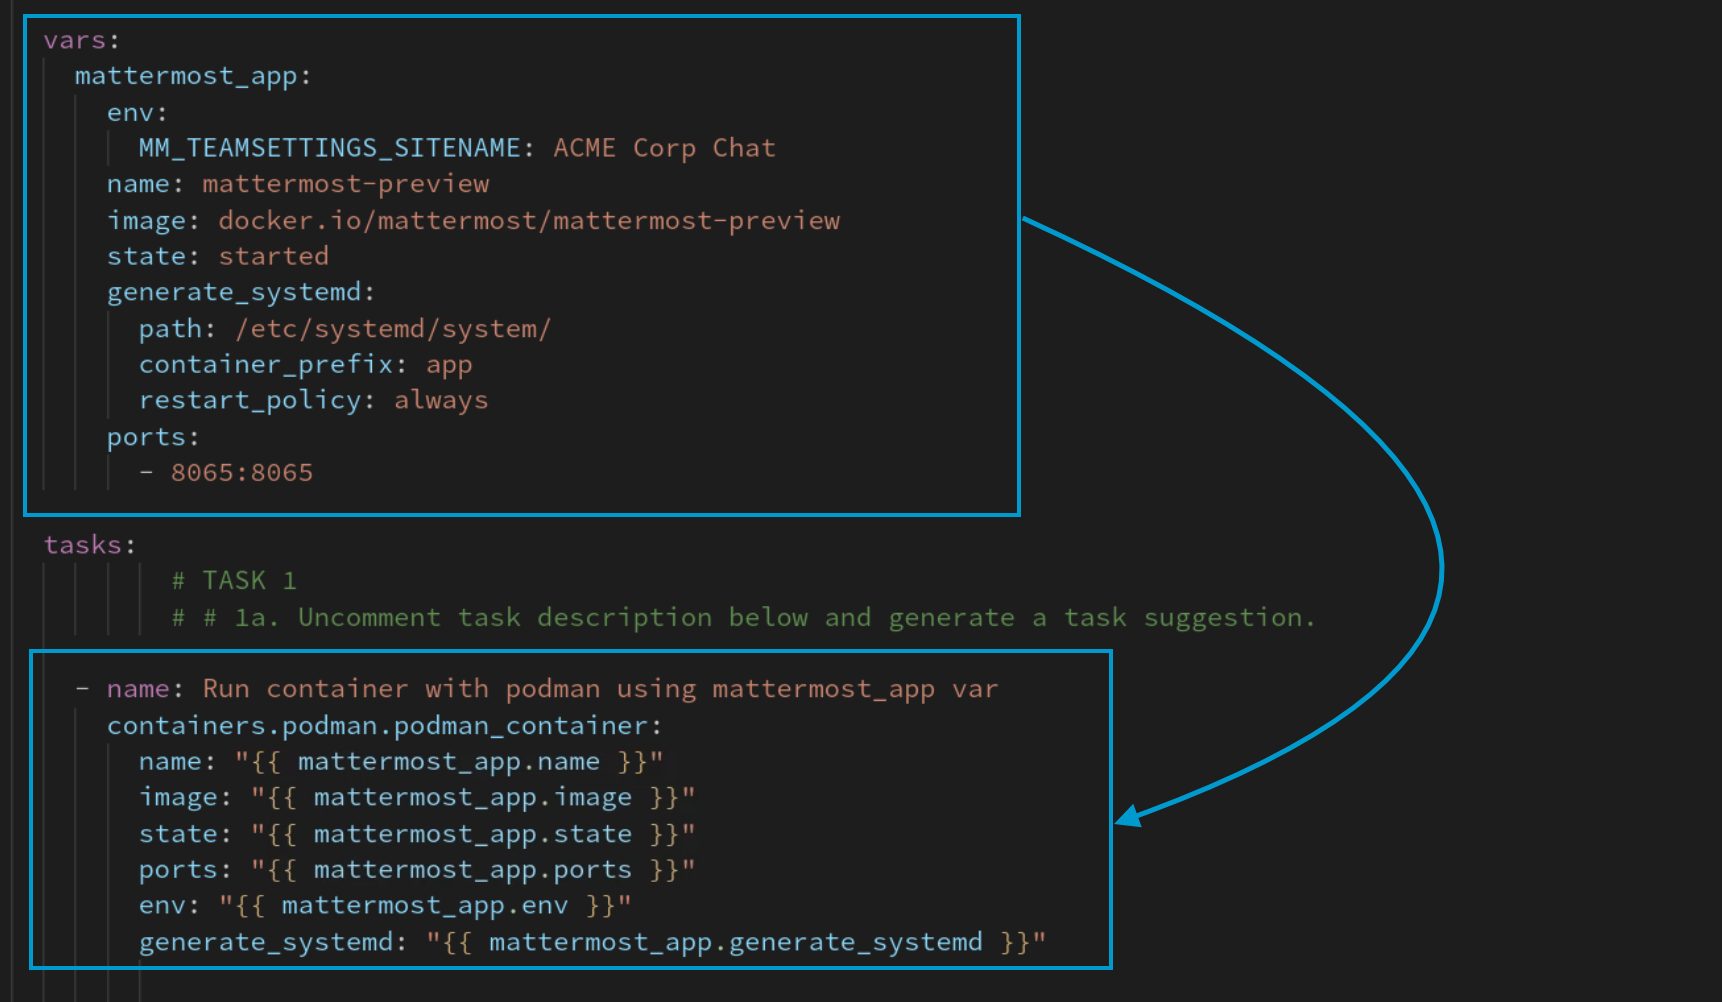 vars:
mattermost_app:
env:
MM_TEAMSETTINGS_SITENAME: ACME Corp Chat
name: mattermost-preview
image: docker.io/mattermost/mattermost-preview
state: started
generate_systemd:
path: /etc/systemd/system/
container_prefix: app
restart_policy: always
ports:
- 8065:8065
tasks:
# TASK 1
# # 1a. Uncomment task description below and generate a task suggestion.
- name: Run container with podman using mattermost_app var
containers.podman.podman_container:
name: "{{ mattermost_app.name }}"
image: "{{ mattermost_app.image }}"
state: "{{ mattermost_app.state }}"
ports: "{{ mattermost_app.ports }}"
env: "{{ mattermost_app.env }}"
generate_systemd: "{{ mattermost_app.generate_systemd }}"